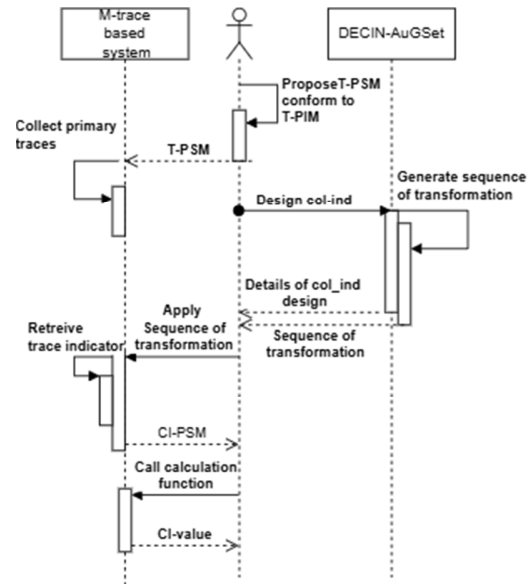 M-trace
based
system
DECIN-AuGSet
ProposeT-PSM
conform to
T-PIM
Collect primary
traces
T-PSM
Generate sequence
of transformation
Design col-ind
Details of col_ind
design
Apply
Sequence of
transformation
Sequence of
transformation
Retreive
trace indicator
CI-PSM
Call calculation
function
CI-value